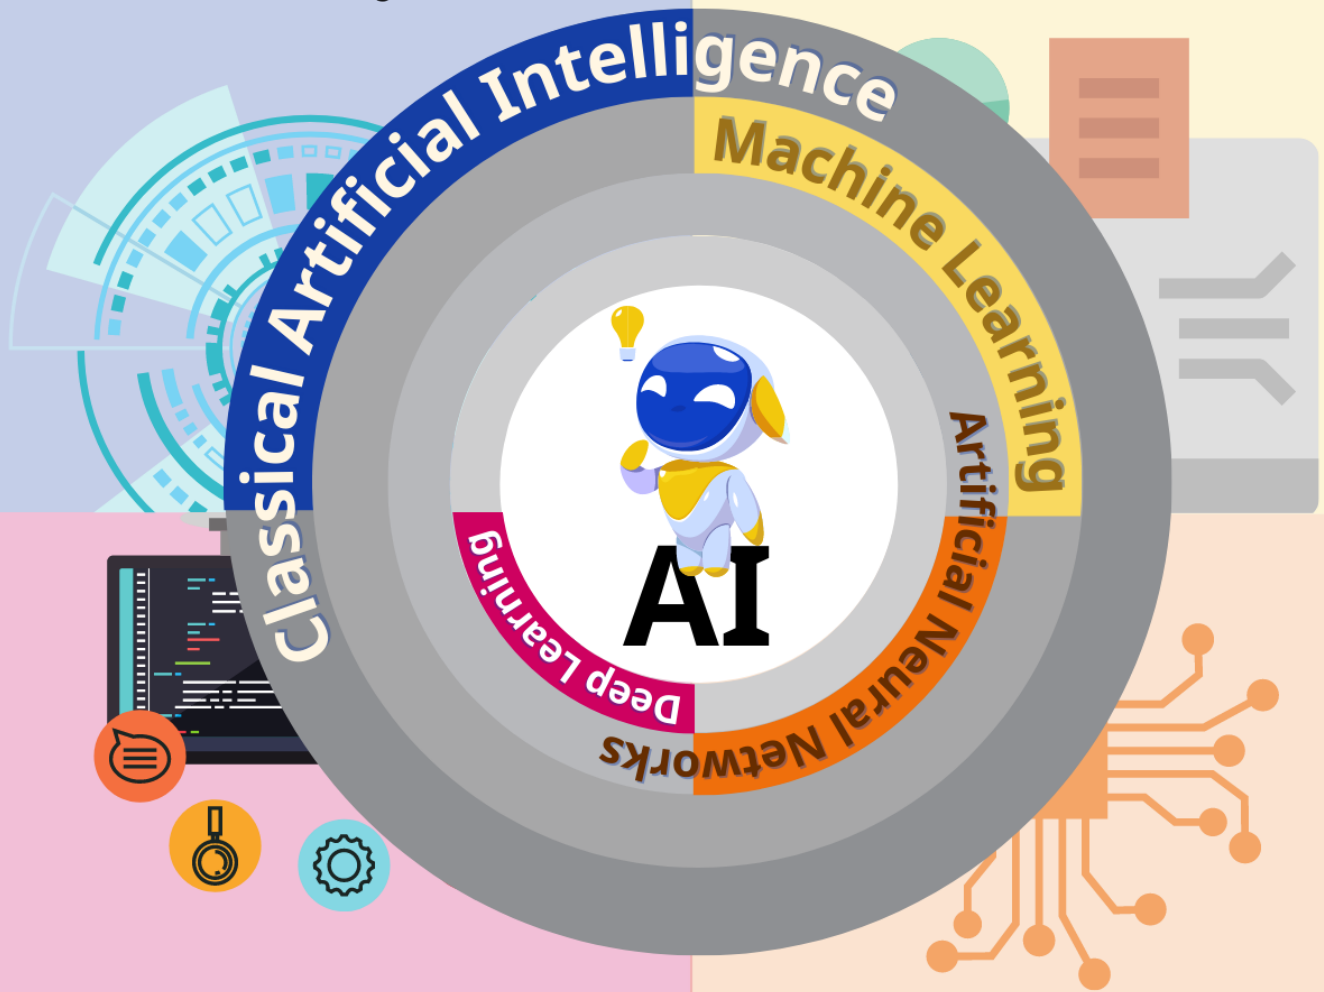 Classical Artificial Intelligence
Machine Learning
Artificial Neural Networks
Deep Learning
AI